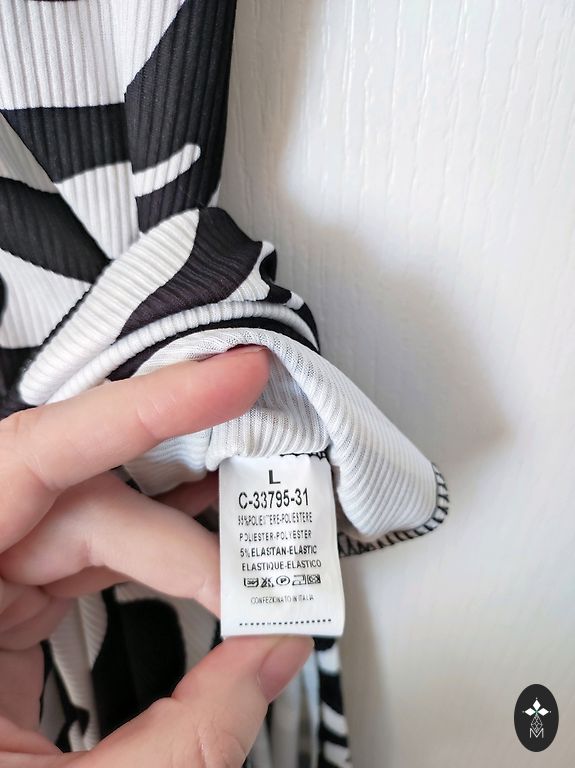 L
C-33795-31
95%POLIESTERE-POLIESTERE
POLIESTER-POLYESTER
5%ELASTAN-ELASTIC
ELASTIQUE-ELASTICO
CONFEZIONATO IN ITALIA
M